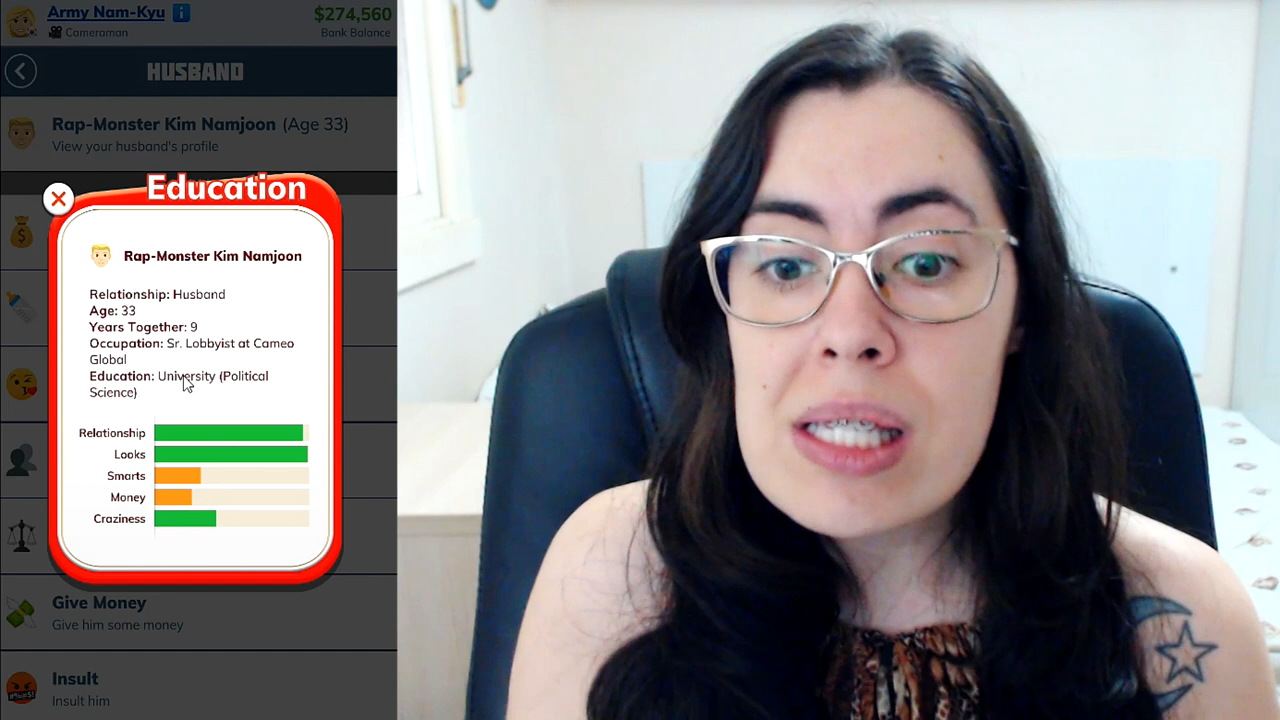 Army Nam-Kyu i
$274,560
Cameraman
Bank Balance
HUSBAND
Rap-Monster Kim Namjoon (Age 33)
View your husband's profile
Education
Rap-Monster Kim Namjoon
Relationship: Husband
Age: 33
Years Together: 9
Occupation: Sr. Lobbyist at Cameo
Global
Education: University (Political
Science)
Relationship
Looks
Smarts
Money
Craziness
Give Money
Give him some money
Insult
Insult him